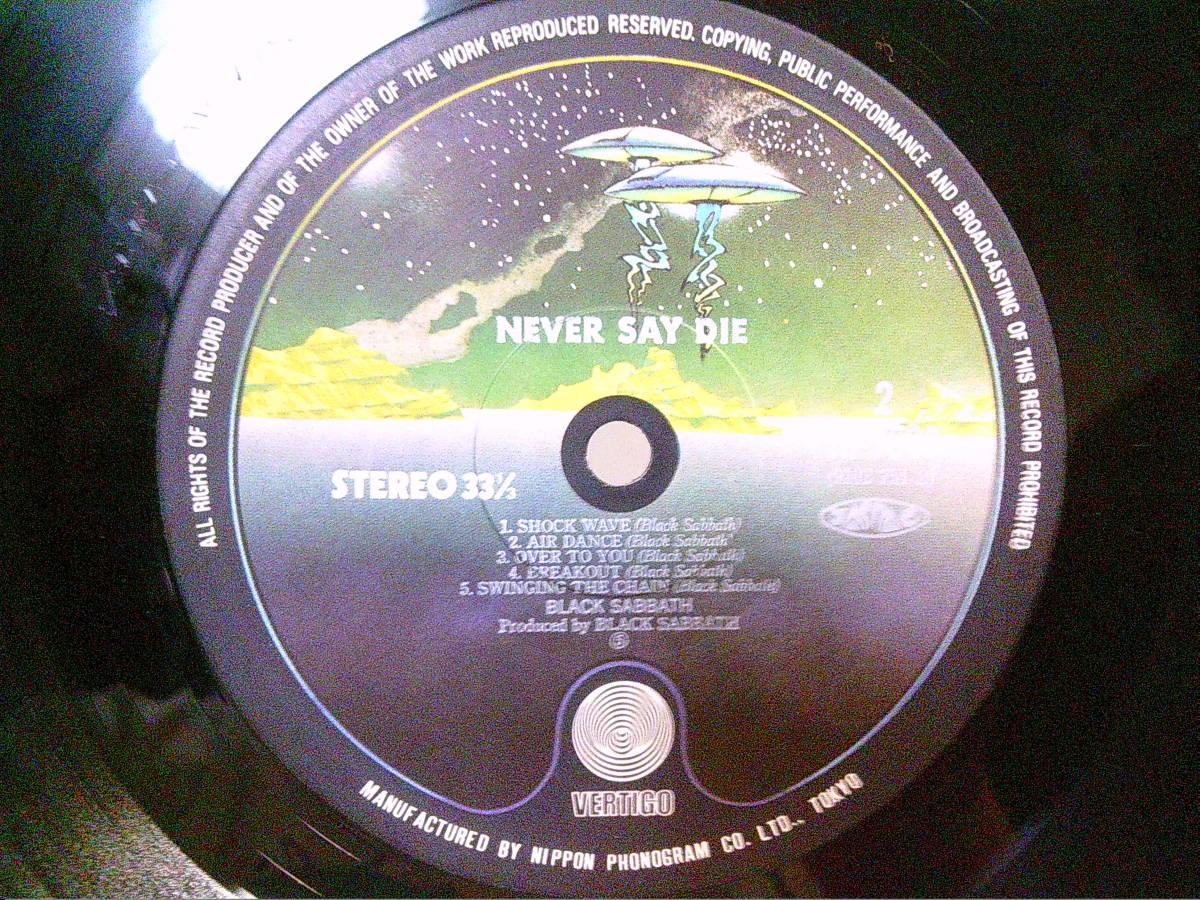 ALL RIGHTS OF THE RECORD PRODUCER AND OF THE OWNER OF THE WORK REPRODUCED RESERVED. COPYING, PUBLIC PERFORMANCE AND BROADCASTING OF THIS RECORD PROHIBITED
NEVER SAY DIE
2
STEREO 33⅓
1. SHOCK WAVE (Black Sabbath)
2. AIR DANCE (Black Sabbath)
3. OVER TO YOU (Black Sabbath)
4. BREAKOUT (Black Sabbath)
5. SWINGING THE CHAIN (Black Sabbath)
BLACK SABBATH
Produced by BLACK SABBATH
VERTIGO
MANUFACTURED BY NIPPON PHONOGRAM CO. LTD., TOKYO